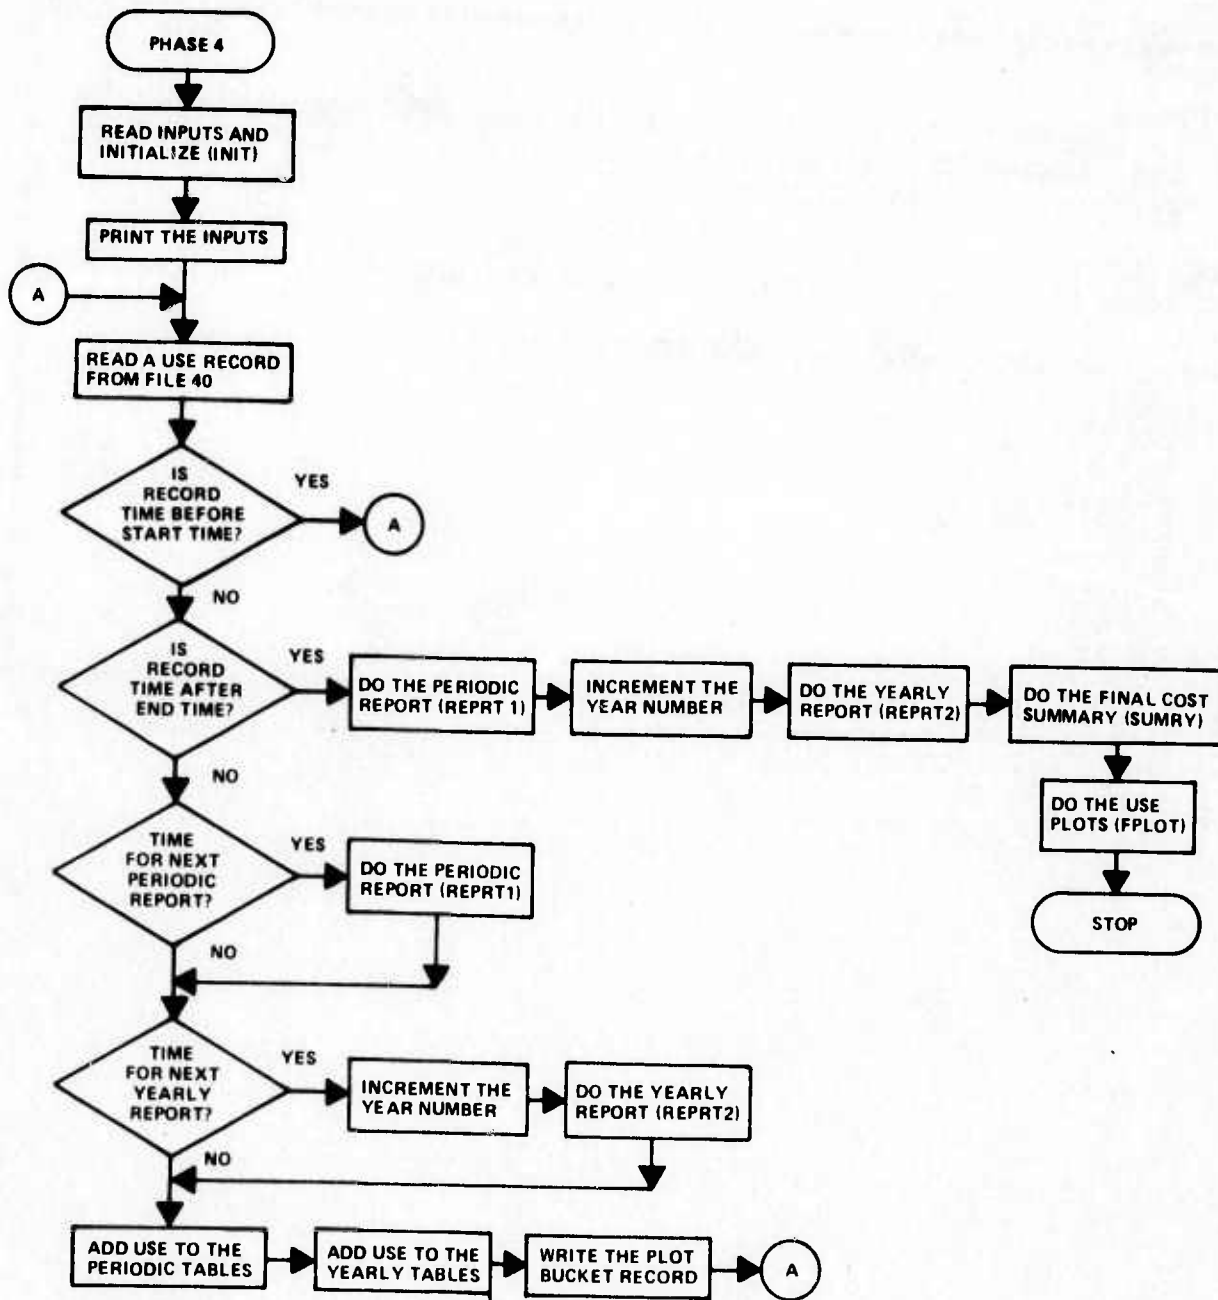 PHASE 4
READ INPUTS AND
INITIALIZE (INIT)
PRINT THE INPUTS
A
READ A USE RECORD
FROM FILE 40
IS
RECORD
TIME BEFORE
START TIME?
YES
A
NO
IS
RECORD
TIME AFTER
END TIME?
YES
DO THE PERIODIC
REPORT (REPRT 1)
INCREMENT THE
YEAR NUMBER
DO THE YEARLY
REPORT (REPRT2)
DO THE FINAL COST
SUMMARY (SUMRY)
DO THE USE
PLOTS (FPLOT)
STOP
NO
TIME
FOR NEXT
PERIODIC
REPORT?
YES
DO THE PERIODIC
REPORT (REPRT1)
NO
TIME
FOR NEXT
YEARLY
REPORT?
YES
INCREMENT THE
YEAR NUMBER
DO THE YEARLY
REPORT (REPRT2)
NO
ADD USE TO THE
PERIODIC TABLES
ADD USE TO THE
YEARLY TABLES
WRITE THE PLOT
BUCKET RECORD
A